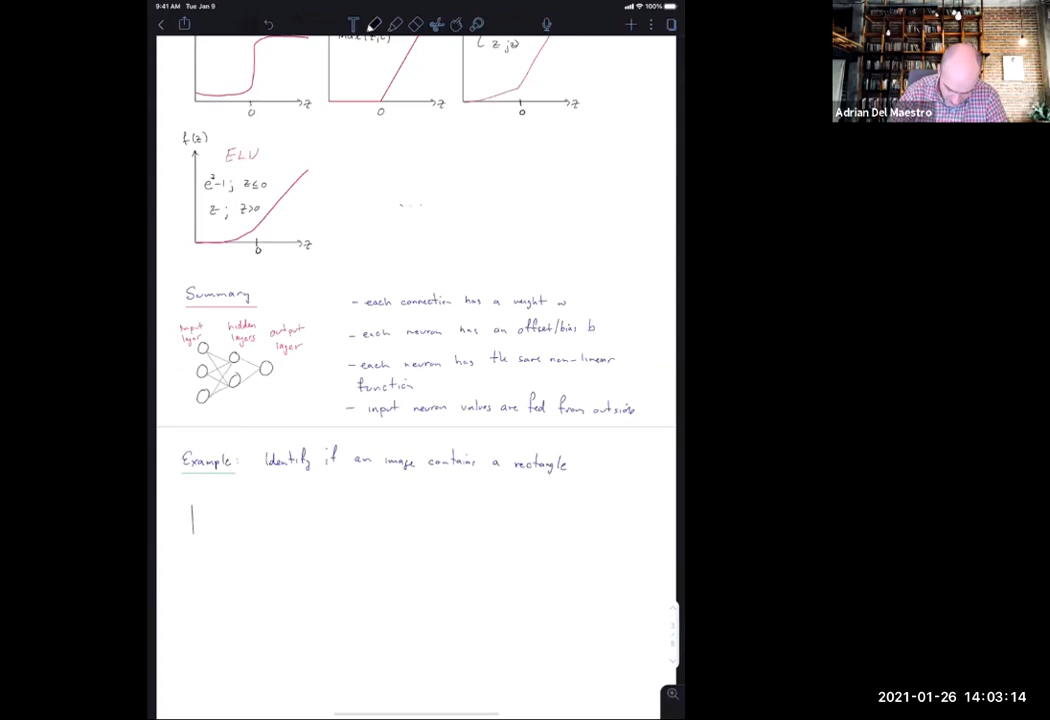 9:41 AM Tue Jan 9
100%
z
0
z
0
z
0
f(z)
ELU
e^z-1; z≤0
z; z>0
z
0
Summary
input layer
hidden layers
output layer
- each connection has a weight w
- each neuron has an offset/bias b
- each neuron has the same non-linear
function
- input neuron values are fed from outside
Example: Identify if an image contains a rectangle
Adrian Del Maestro
2021-01-26 14:03:14